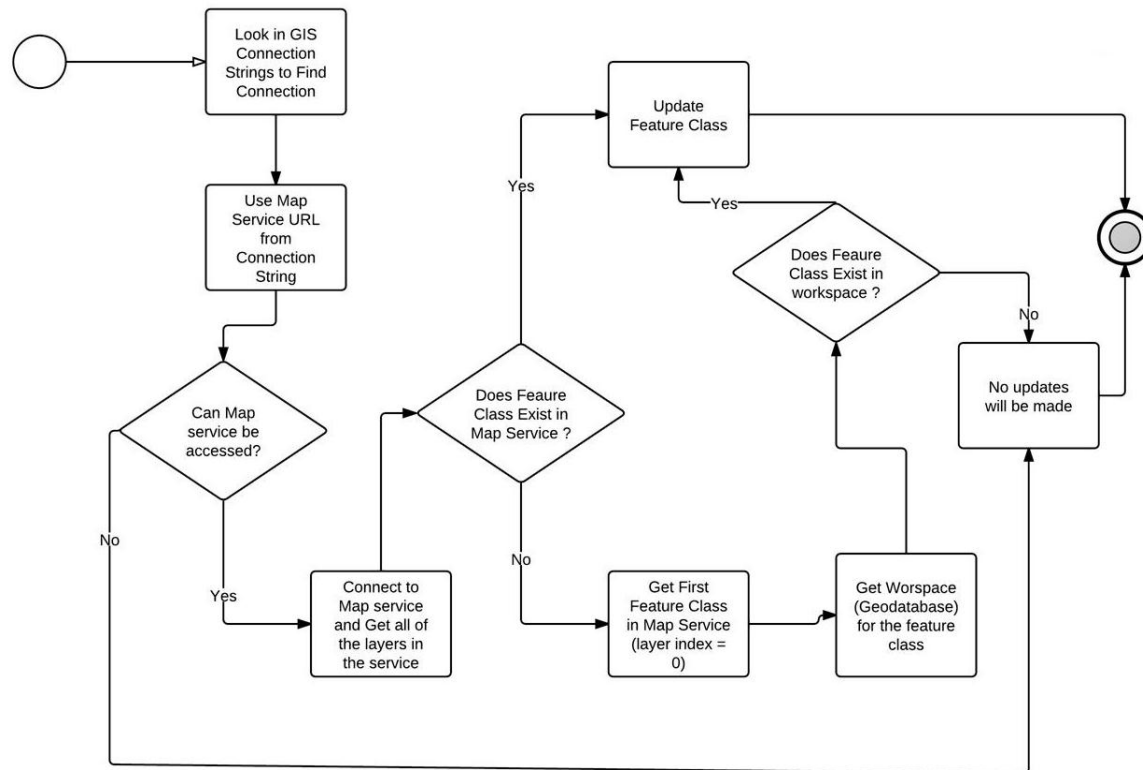 Look in GIS
Connection
Strings to Find
Connection
Use Map
Service URL
from
Connection
String
Can Map
service be
accessed?
No
Yes
Connect to
Map service
and Get all of
the layers in
the service
Does Feaure
Class Exist in
Map Service ?
Yes
No
Update
Feature Class
Get First
Feature Class
in Map Service
(layer index =
0)
Get Worspace
(Geodatabase)
for the feature
class
Does Feaure
Class Exist in
workspace ?
Yes
No
No updates
will be made